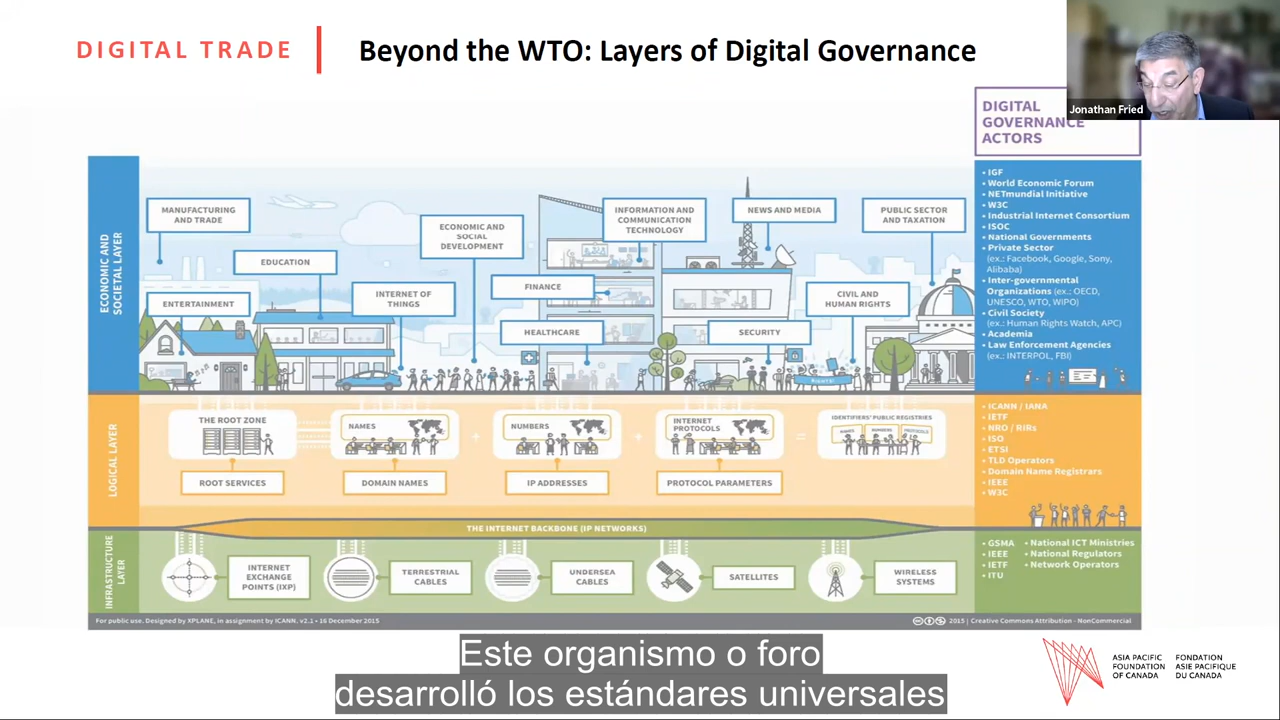 DIGITAL TRADE
Beyond the WTO: Layers of Digital Governance
Jonathan Fried
DIGITAL
GOVERNANCE
ACTORS
ECONOMIC AND
SOCIETAL LAYER
MANUFACTURING
AND TRADE
EDUCATION
ENTERTAINMENT
ECONOMIC AND
SOCIAL
DEVELOPMENT
INTERNET OF
THINGS
INFORMATION AND
COMMUNICATION
TECHNOLOGY
FINANCE
HEALTHCARE
NEWS AND MEDIA
SECURITY
PUBLIC SECTOR
AND TAXATION
CIVIL AND
HUMAN RIGHTS
• IGF
• World Economic Forum
• NETmundial Initiative
• W3C
• Industrial Internet Consortium
• ISOC
• National Governments
• Private Sector
(ex.: Facebook, Google, Sony,
Alibaba)
• Inter-governmental
Organizations (ex.: OECD,
UNESCO, WTO, WIPO)
• Civil Society
(ex.: Human Rights Watch, APC)
• Academia
• Law Enforcement Agencies
(ex.: INTERPOL, FBI)
LOGICAL LAYER
THE ROOT ZONE
ROOT SERVICES
NAMES
DOMAIN NAMES
+
NUMBERS
IP ADDRESSES
+
INTERNET
PROTOCOLS
PROTOCOL PARAMETERS
=
IDENTIFIERS' PUBLIC REGISTRIES
NAMES
NUMBERS
PROTOCOLS
• ICANN / IANA
• IETF
• NRO / RIRs
• ISO
• ETSI
• TLD Operators
• Domain Name Registrars
• IEEE
• W3C
THE INTERNET BACKBONE (IP NETWORKS)
INFRASTRUCTURE
LAYER
INTERNET
EXCHANGE
POINTS (IXP)
TERRESTRIAL
CABLES
UNDERSEA
CABLES
SATELLITES
WIRELESS
SYSTEMS
• GSMA
• IEEE
• IETF
• ITU
• National ICT Ministries
• National Regulators
• Network Operators
For public use. Designed by XPLANE, in assignment by ICANN. v2.1 • 16 December 2015
2015 | Creative Commons Attribution - NonCommercial
Este organismo o foro
desarrolló los estándares universales
ASIA PACIFIC
FOUNDATION
OF CANADA
FONDATION
ASIE PACIFIQUE
DU CANADA